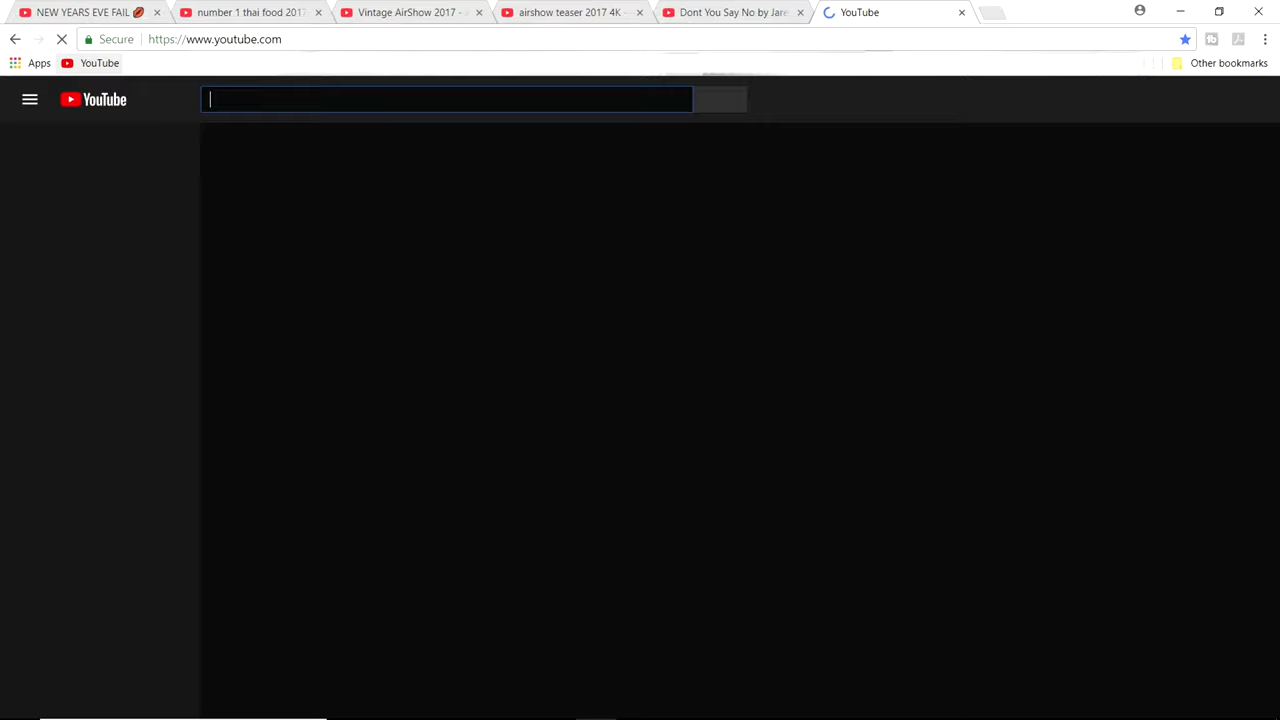 NEW YEARS EVE FAIL 💋
number 1 thai food 2017
Vintage AirShow 2017 -
airshow teaser 2017 4K -
Dont You Say No by Jare
YouTube
Secure
https://www.youtube.com
Apps
YouTube
Other bookmarks
YouTube